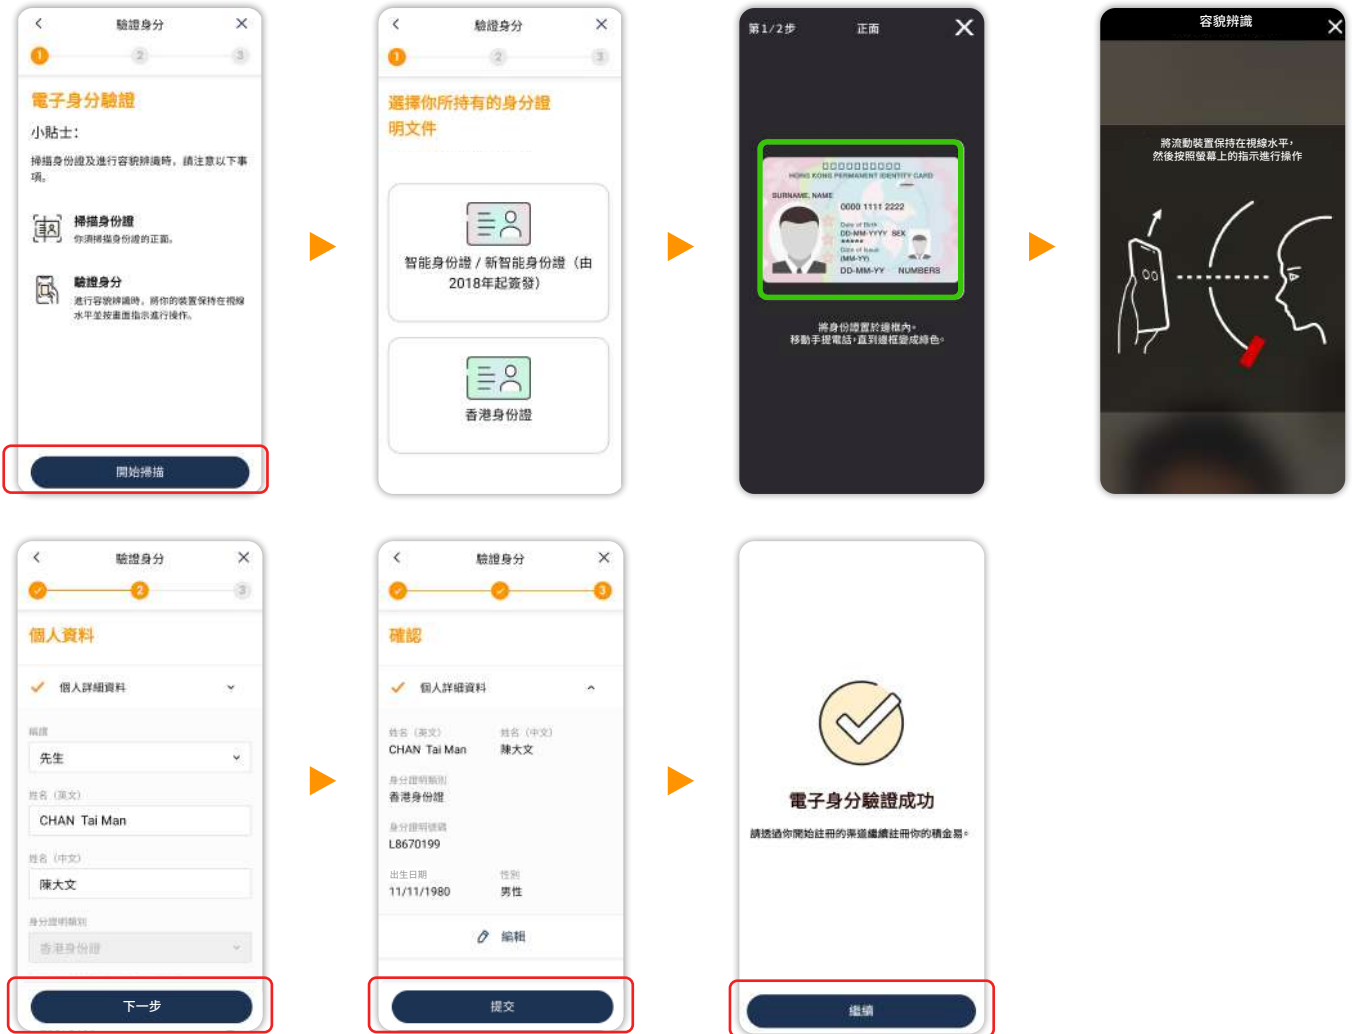 驗證身分
1
2
3
電子身分驗證
小貼士：
掃描身份證及進行容貌辨識時，請注意以下事
項。
掃描身份證
你須掃描身份證的正面。
驗證身分
進行容貌辨識時，將你的裝置保持在視線
水平並按畫面指示進行操作。
開始掃描
驗證身分
1
2
3
選擇你所持有的身分證
明文件
智能身份證 / 新智能身份證（由
2018年起簽發）
香港身份證
第1/2步
正面
HONG KONG PERMANENT IDENTITY CARD
SURNAME, NAME
0000 1111 2222
Date of Birth
DD-MM-YYYY SEX
*****
Date of Issue
(MM-YY)
DD-MM-YY NUMBERS
將身份證置於邊框內。
移動手提電話，直到邊框變成綠色。
容貌辨識
將流動裝置保持在視線水平，
然後按照螢幕上的指示進行操作
驗證身分
2
3
個人資料
個人詳細資料
稱謂
先生
姓名（英文）
CHAN Tai Man
姓名（中文）
陳大文
身分證明類別
香港身份證
下一步
驗證身分
3
確認
個人詳細資料
姓名（英文） 姓名（中文）
CHAN Tai Man 陳大文
身分證明類別
香港身份證
身分證明號碼
L8670199
出生日期 性別
11/11/1980 男性
編輯
提交
電子身分驗證成功
請透過你開始註冊的渠道繼續註冊你的積金易。
繼續